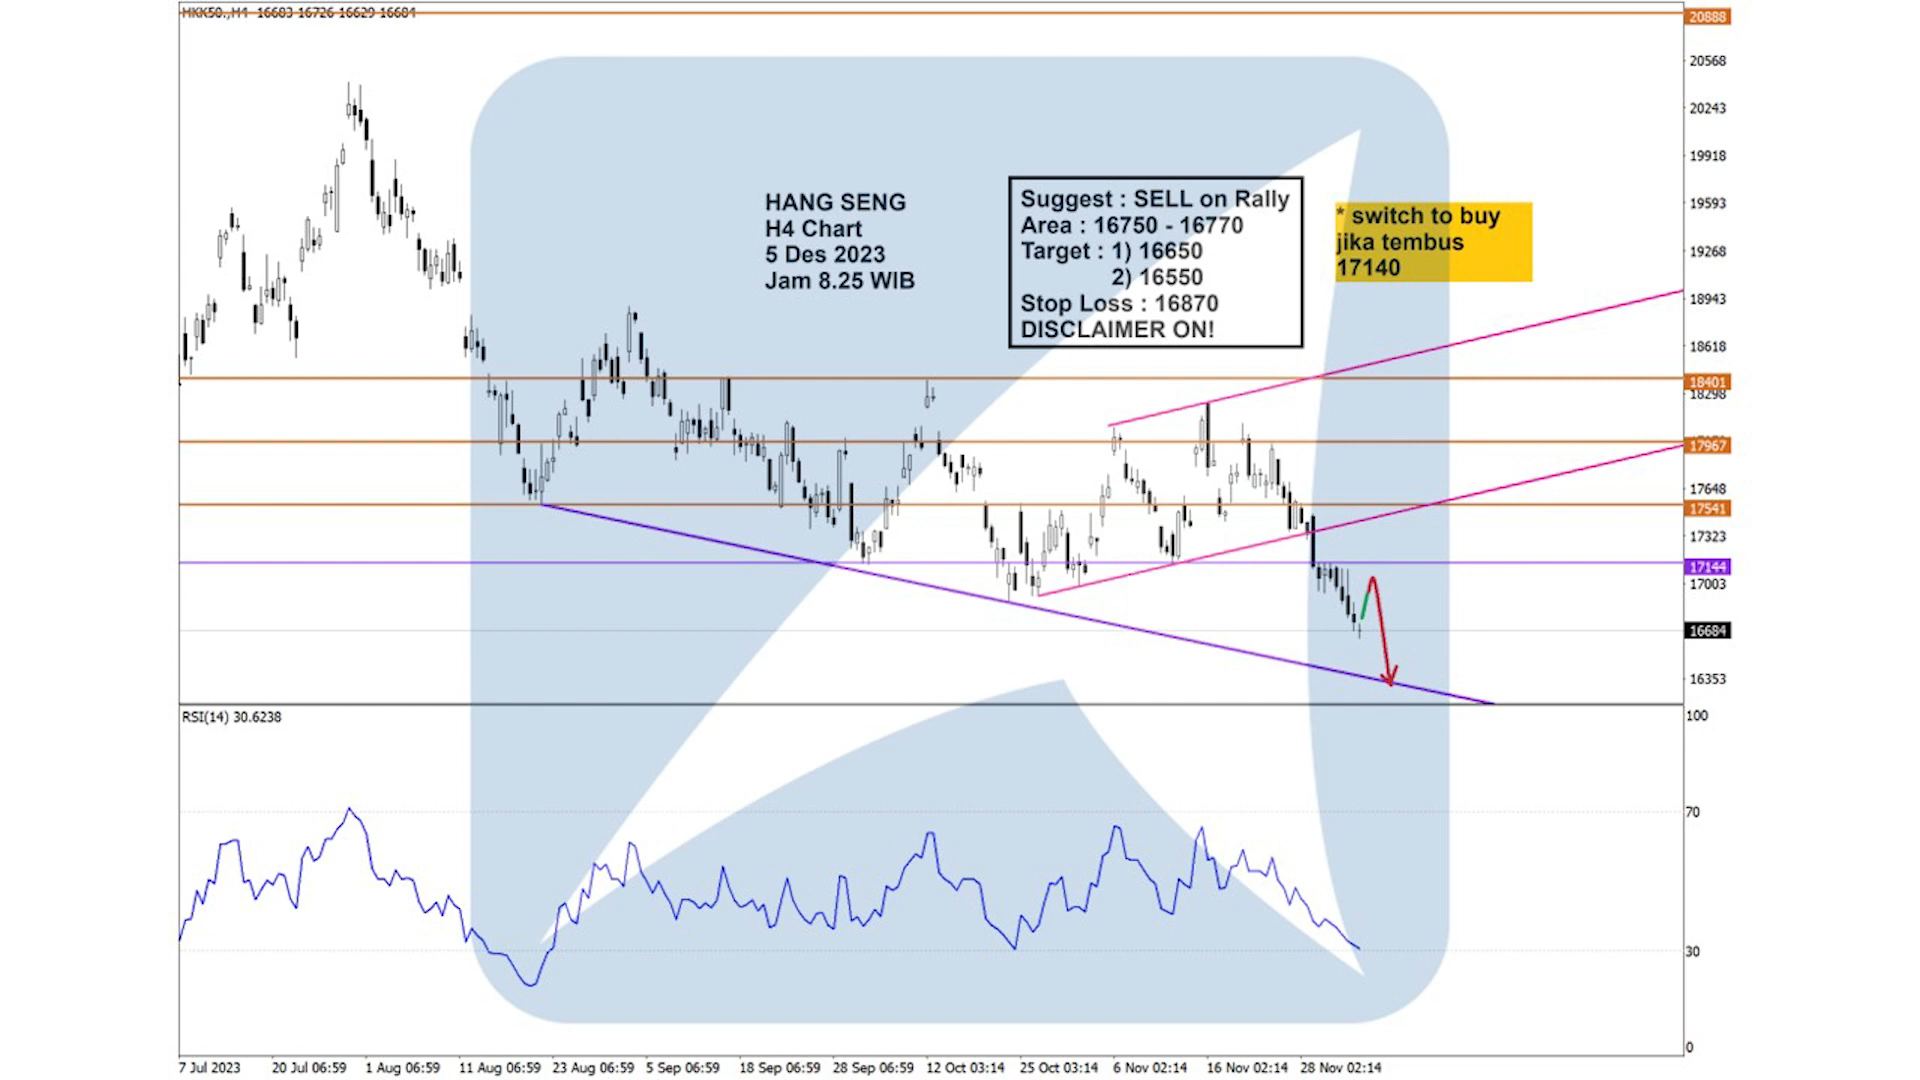 HKK50.,H4 16683 16726 16629 16684
20888
20568
20243
19918
19593
19268
18943
18618
18401
18298
17967
17648
17541
17323
17144
17003
16684
16353
HANG SENG
H4 Chart
5 Des 2023
Jam 8.25 WIB
Suggest : SELL on Rally
Area : 16750 - 16770
Target : 1) 16650
2) 16550
Stop Loss : 16870
DISCLAIMER ON!
* switch to buy
jika tembus
17140
RSI(14) 30.6238
100
70
30
0
7 Jul 2023 20 Jul 06:59 1 Aug 06:59 11 Aug 06:59 23 Aug 06:59 5 Sep 06:59 18 Sep 06:59 28 Sep 06:59 12 Oct 03:14 25 Oct 03:14 6 Nov 02:14 16 Nov 02:14 28 Nov 02:14